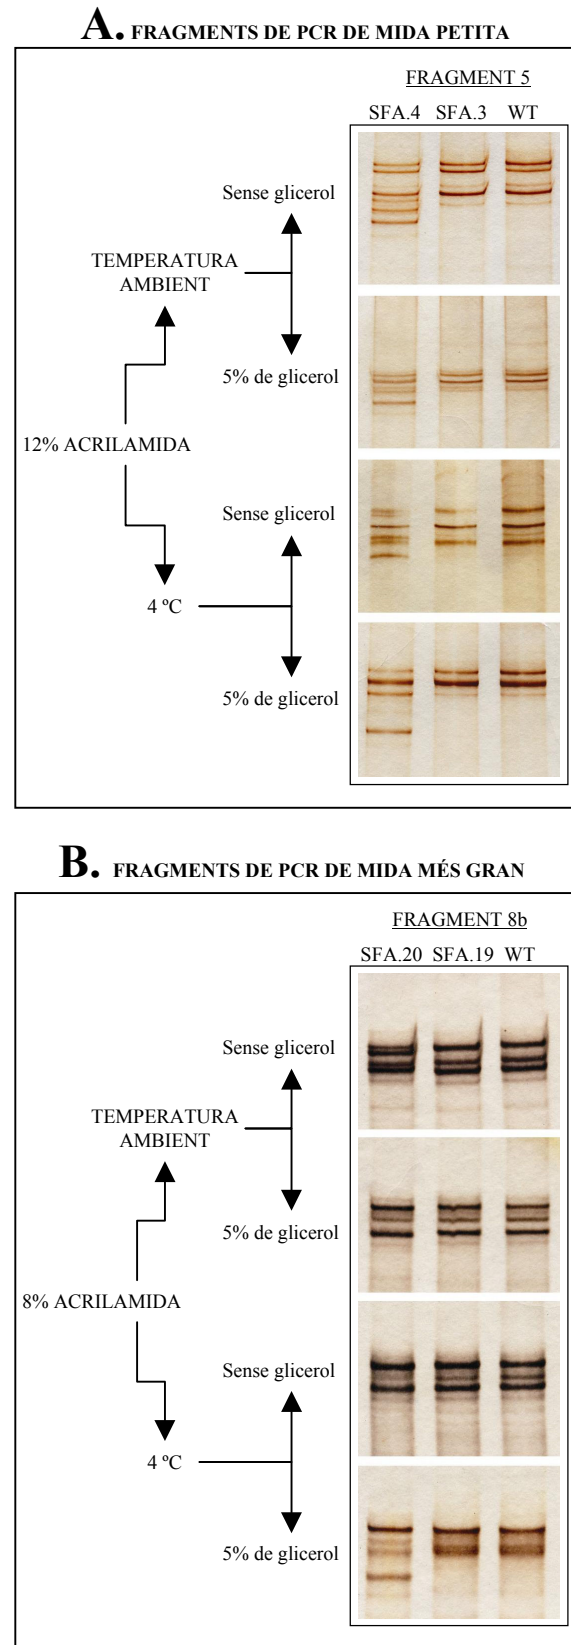 A. FRAGMENTS DE PCR DE MIDA PETITA
FRAGMENT 5
SFA.4 SFA.3 WT
Sense glicerol
TEMPERATURA
AMBIENT
5% de glicerol
12% ACRILAMIDA
Sense glicerol
4 ºC
5% de glicerol
B. FRAGMENTS DE PCR DE MIDA MÉS GRAN
FRAGMENT 8b
SFA.20 SFA.19 WT
Sense glicerol
TEMPERATURA
AMBIENT
5% de glicerol
8% ACRILAMIDA
Sense glicerol
4 ºC
5% de glicerol